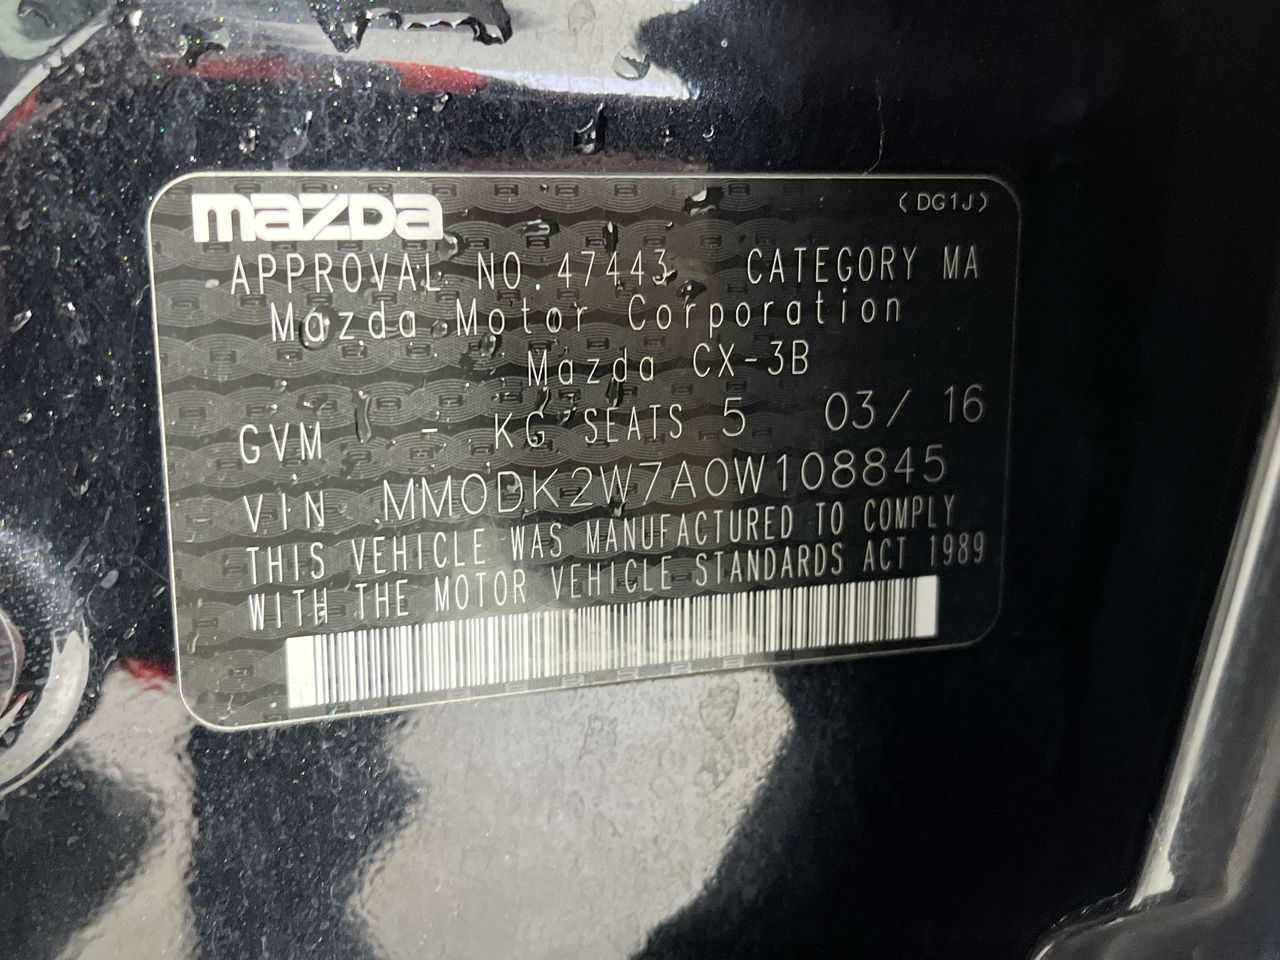 mazda
(DG1J)
APPROVAL NO. 47443 CATEGORY MA
Mazda Motor Corporation
Mazda CX-3B
GVM - KG SEATS 5 03/ 16
VIN MM0DK2W7A0W108845
THIS VEHICLE WAS MANUFACTURED TO COMPLY
WITH THE MOTOR VEHICLE STANDARDS ACT 1989